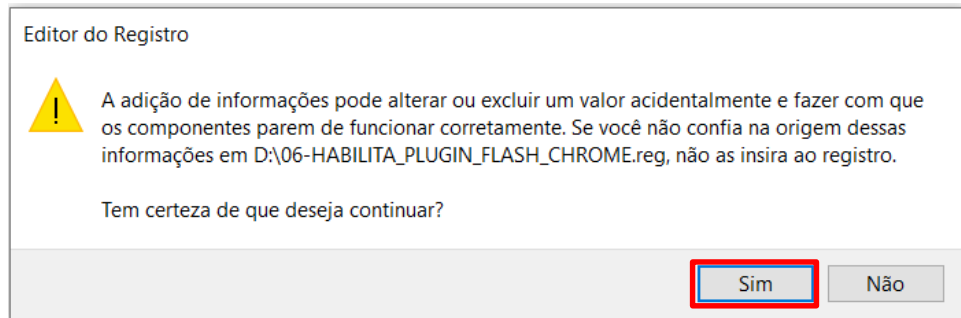 Editor do Registro
A adição de informações pode alterar ou excluir um valor acidentalmente e fazer com que
os componentes parem de funcionar corretamente. Se você não confia na origem dessas
informações em D:\06-HABILITA_PLUGIN_FLASH_CHROME.reg, não as insira ao registro.
Tem certeza de que deseja continuar?
Sim
Não